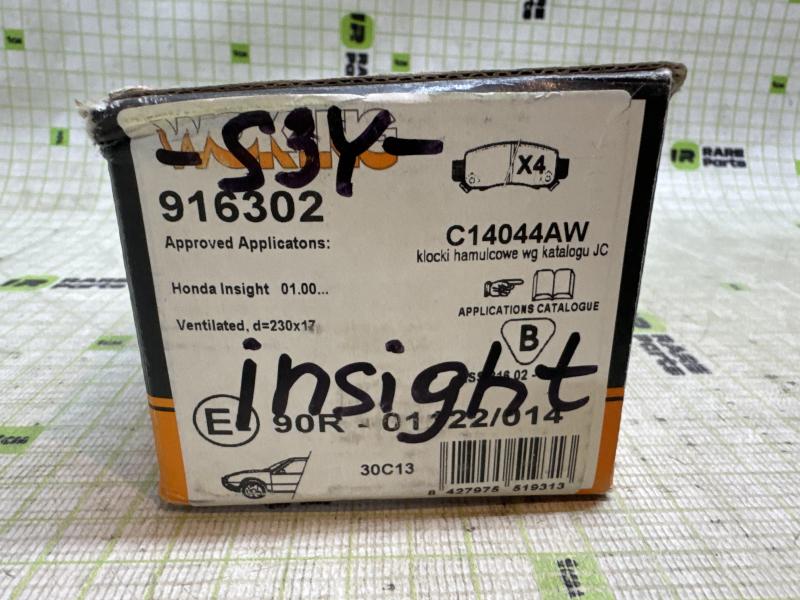 WOKING
-S3Y-
916302
Approved Applicatons:
Honda Insight 01.00...
Ventilated, d=230x17
X4
C14044AW
klocki hamulcowe wg katalogu JC
APPLICATIONS CATALOGUE
B
insight
E
90R - 01122/014
30C13
8 427975 519313
RARE
Parts